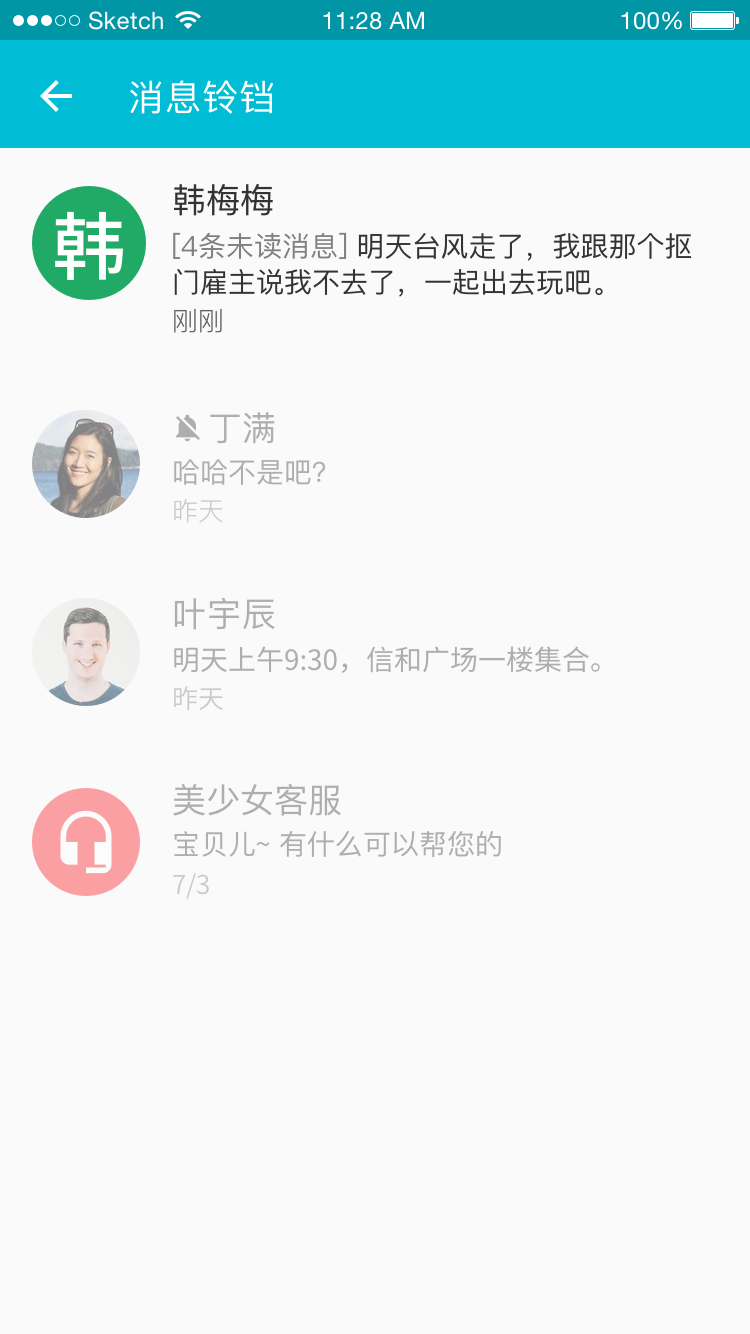 Sketch 11:28 AM 100%
消息铃铛
韩
韩梅梅
[4条未读消息] 明天台风走了，我跟那个抠
门雇主说我不去了，一起出去玩吧。
刚刚
丁满
哈哈不是吧?
昨天
叶宇辰
明天上午9:30，信和广场一楼集合。
昨天
美少女客服
宝贝儿~ 有什么可以帮您的
7/3